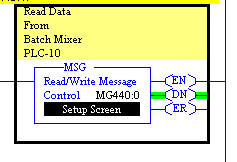 Read Data
From
Batch Mixer
PLC-10
MSG
Read/Write Message
Control MG440:0
Setup Screen
EN
DN
ER